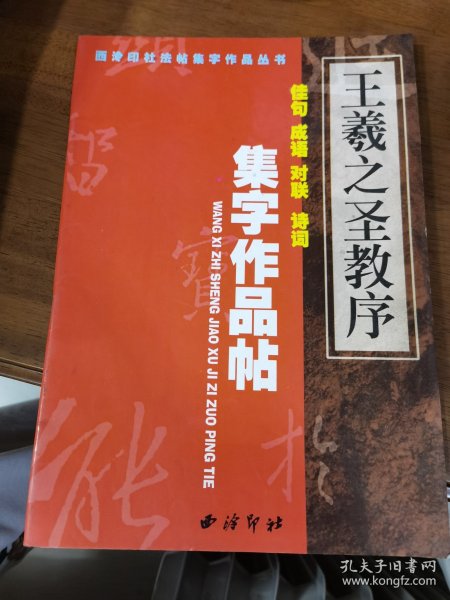 西泠印社法帖集字作品丛书
王羲之圣教序
佳句 成语 对联 诗词
集字作品帖
WANG XI ZHI SHENG JIAO XU JI ZI ZUO PING TIE
寶
能
西泠印社
孔夫子旧书网
www.kongfz.com